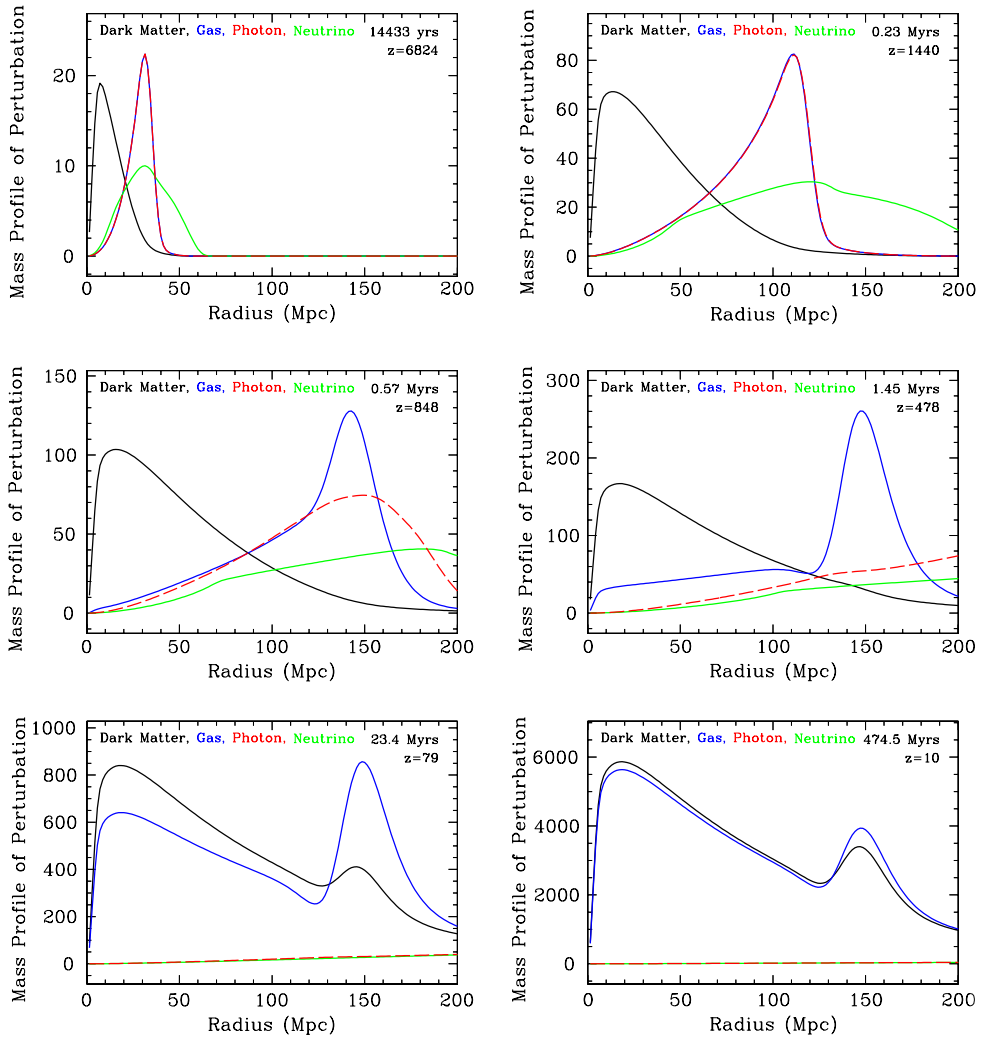 Dark Matter, Gas, Photon, Neutrino 14433 yrs
z=6824
Mass Profile of Perturbation
20
10
0
0 50 100 150 200
Radius (Mpc)
Dark Matter, Gas, Photon, Neutrino 0.23 Myrs
z=1440
Mass Profile of Perturbation
80
60
40
20
0
0 50 100 150 200
Radius (Mpc)
Dark Matter, Gas, Photon, Neutrino 0.57 Myrs
z=848
Mass Profile of Perturbation
150
100
50
0
0 50 100 150 200
Radius (Mpc)
Dark Matter, Gas, Photon, Neutrino 1.45 Myrs
z=478
Mass Profile of Perturbation
300
200
100
0
0 50 100 150 200
Radius (Mpc)
Dark Matter, Gas, Photon, Neutrino 23.4 Myrs
z=79
Mass Profile of Perturbation
1000
800
600
400
200
0
0 50 100 150 200
Radius (Mpc)
Dark Matter, Gas, Photon, Neutrino 474.5 Myrs
z=10
Mass Profile of Perturbation
6000
4000
2000
0
0 50 100 150 200
Radius (Mpc)